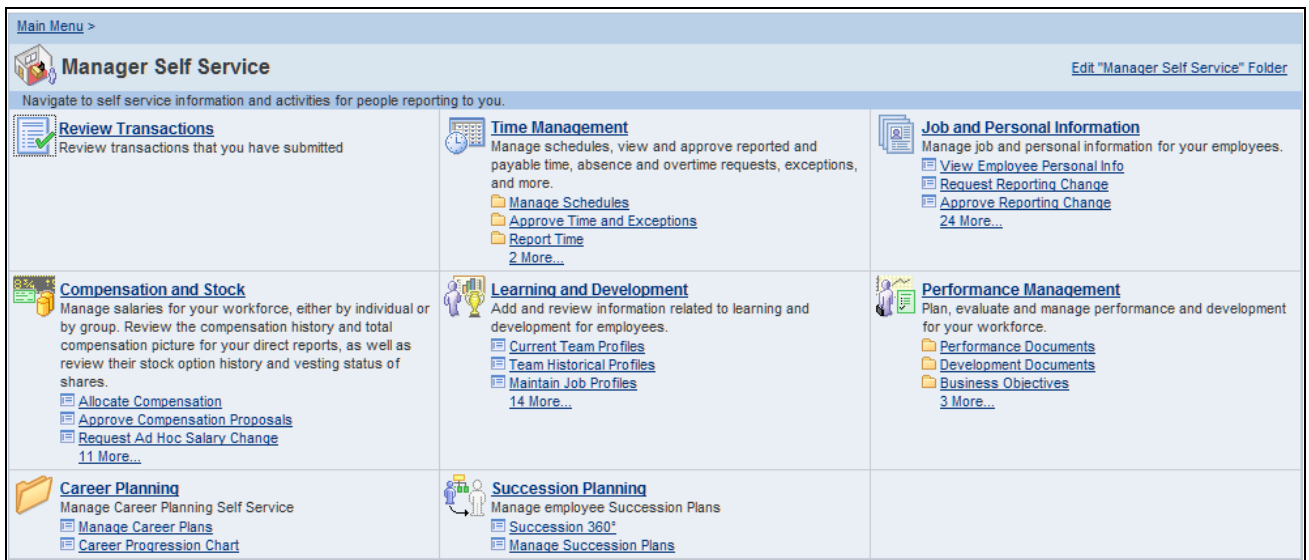 Main Menu >
Manager Self Service
Edit "Manager Self Service" Folder
Navigate to self service information and activities for people reporting to you.
Review Transactions
Review transactions that you have submitted
Time Management
Manage schedules, view and approve reported and
payable time, absence and overtime requests, exceptions,
and more.
Manage Schedules
Approve Time and Exceptions
Report Time
2 More...
Job and Personal Information
Manage job and personal information for your employees.
View Employee Personal Info
Request Reporting Change
Approve Reporting Change
24 More...
Compensation and Stock
Manage salaries for your workforce, either by individual or
by group. Review the compensation history and total
compensation picture for your direct reports, as well as
review their stock option history and vesting status of
shares.
Allocate Compensation
Approve Compensation Proposals
Request Ad Hoc Salary Change
11 More...
Learning and Development
Add and review information related to learning and
development for employees.
Current Team Profiles
Team Historical Profiles
Maintain Job Profiles
14 More...
Performance Management
Plan, evaluate and manage performance and development
for your workforce.
Performance Documents
Development Documents
Business Objectives
3 More...
Career Planning
Manage Career Planning Self Service
Manage Career Plans
Career Progression Chart
Succession Planning
Manage employee Succession Plans
Succession 360°
Manage Succession Plans